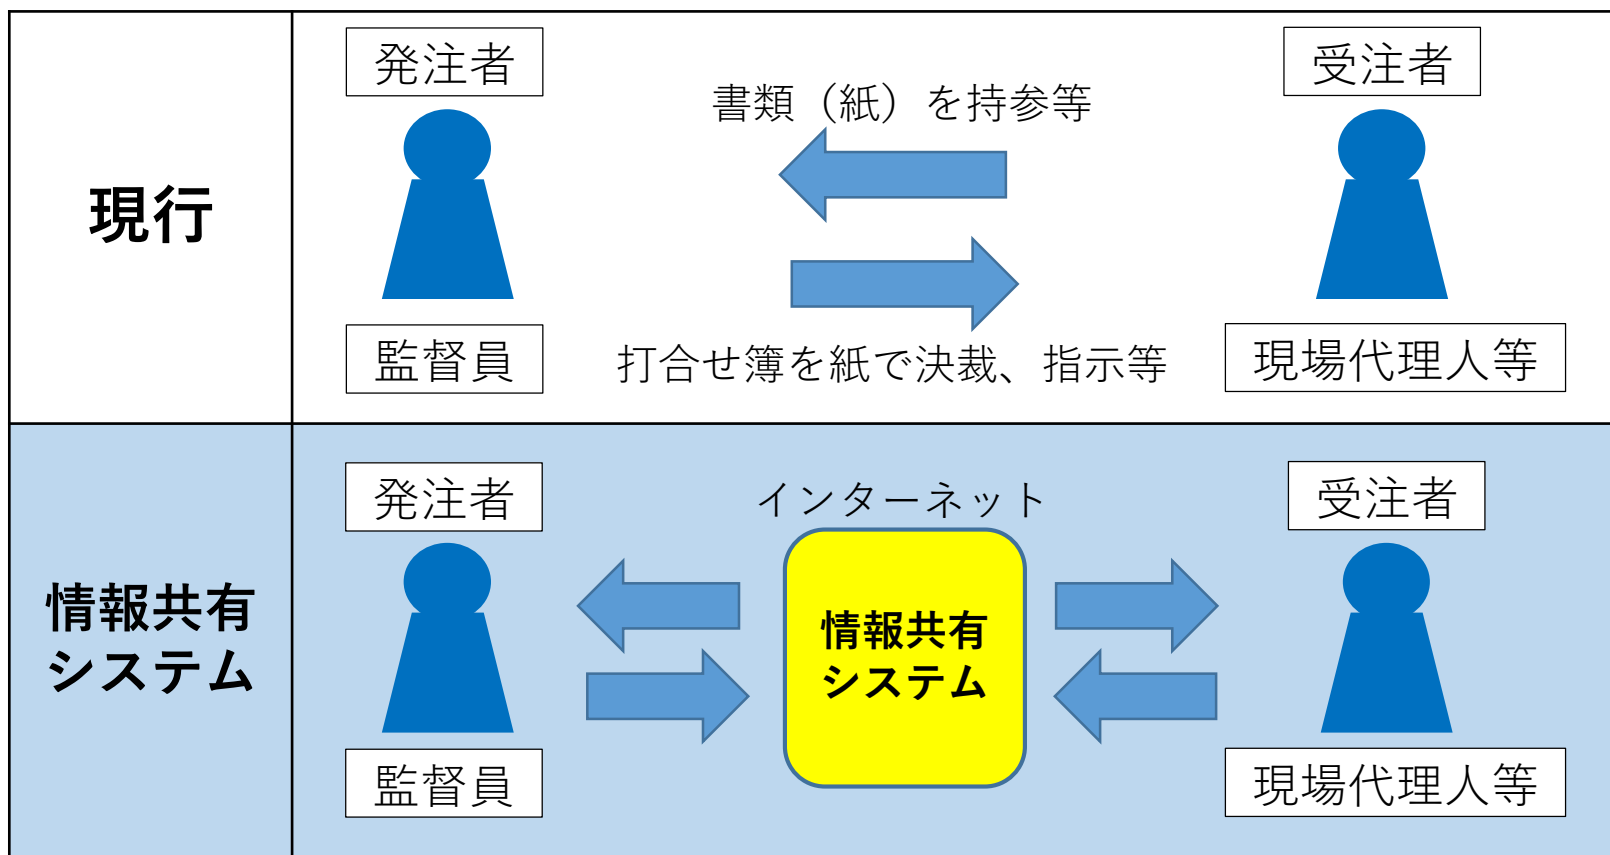 発注者
受注者
書類（紙）を持参等
現行
監督員
打合せ簿を紙で決裁、指示等
現場代理人等
発注者
インターネット
受注者
情報共有
システム
情報共有
システム
監督員
現場代理人等